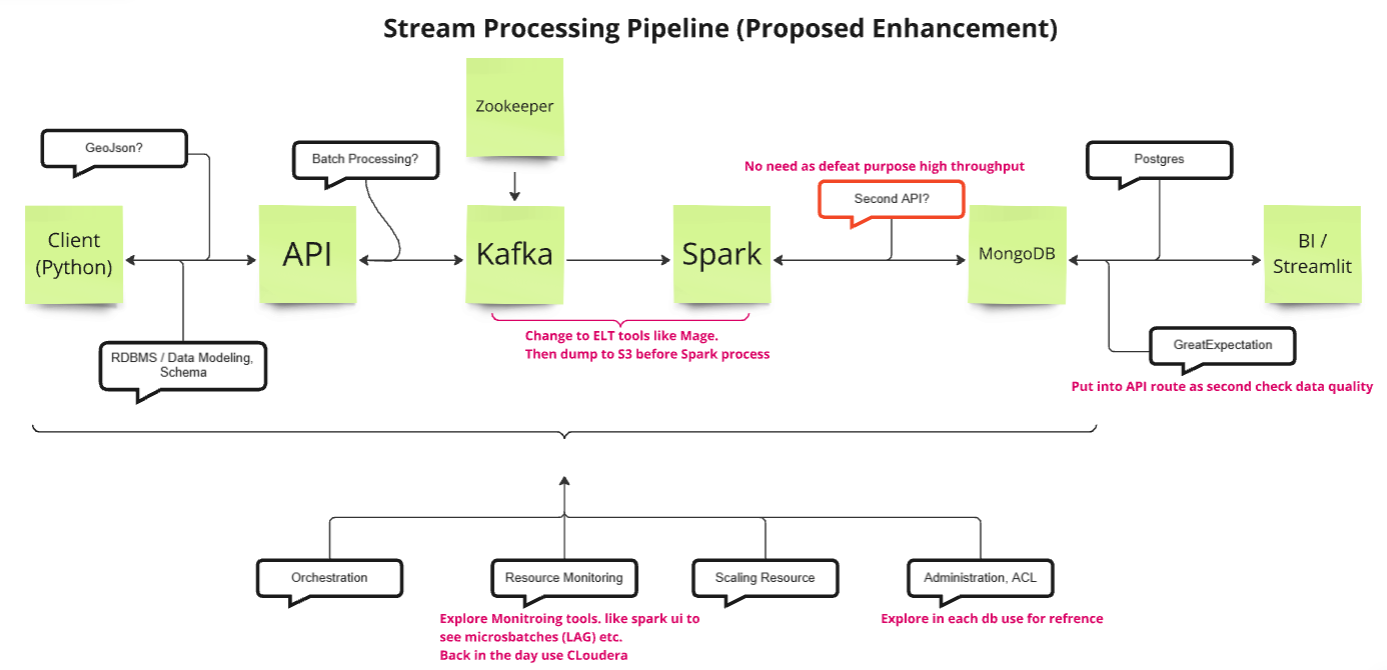 Stream Processing Pipeline (Proposed Enhancement)
Zookeeper
GeoJson?
Batch Processing?
No need as defeat purpose high throughput
Second API?
Postgres
Client
(Python)
API
Kafka
Spark
MongoDB
BI /
Streamlit
Change to ELT tools like Mage.
Then dump to S3 before Spark process
RDBMS / Data Modeling,
Schema
GreatExpectation
Put into API route as second check data quality
Orchestration
Resource Monitoring
Scaling Resource
Administration, ACL
Explore Monitroing tools. like spark ui to
see microsbatches (LAG) etc.
Back in the day use CLoudera
Explore in each db use for refrence